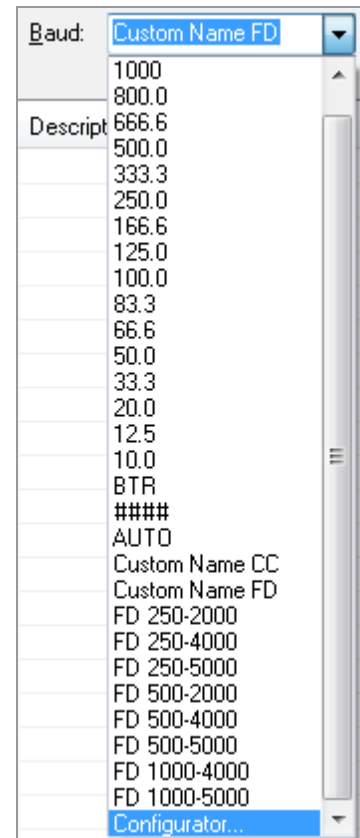 Baud: Custom Name FD
1000
800.0
Descript 666.6
500.0
333.3
250.0
166.6
125.0
100.0
83.3
66.6
50.0
33.3
20.0
12.5
10.0
BTR
####
AUTO
Custom Name CC
Custom Name FD
FD 250-2000
FD 250-4000
FD 250-5000
FD 500-2000
FD 500-4000
FD 500-5000
FD 1000-4000
FD 1000-5000
Configurator...